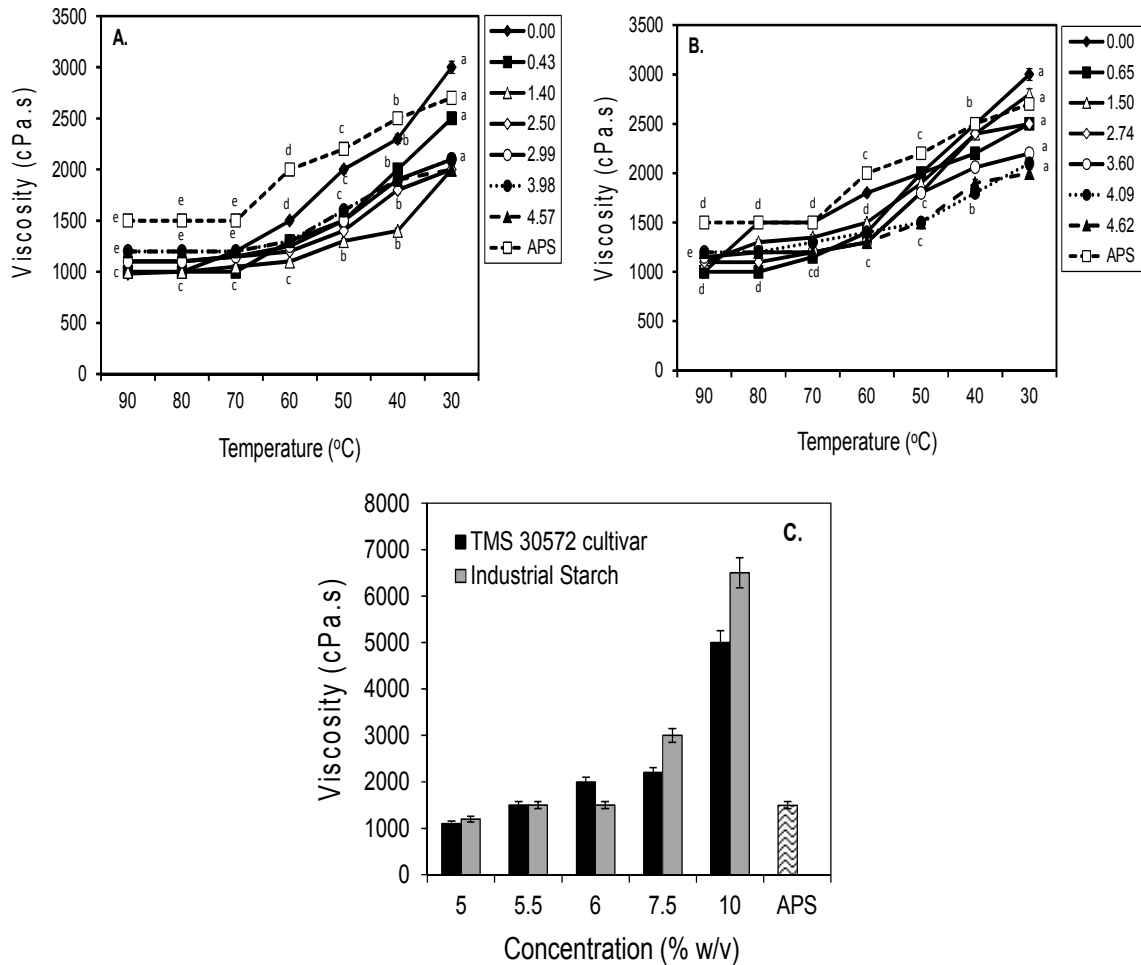 A.
3500
3000
2500
2000
1500
1000
500
0
Viscosity (cPa.s)
90 80 70 60 50 40 30
Temperature (°C)
e e e d c b a
a
a
b
b
c
c
d
e e e
a
c c c c b b
0.00
0.43
1.40
2.50
2.99
3.98
4.57
APS
B.
3500
3000
2500
2000
1500
1000
500
0
Viscosity (cPa.s)
90 80 70 60 50 40 30
Temperature (°C)
d d d c c b a
a
a
a
a
d
c
b
e
d d cd c c
0.00
0.65
1.50
2.74
3.60
4.09
4.62
APS
C.
TMS 30572 cultivar
Industrial Starch
8000
7000
6000
5000
4000
3000
2000
1000
0
Viscosity (cPa.s)
5 5.5 6 7.5 10 APS
Concentration (% w/v)